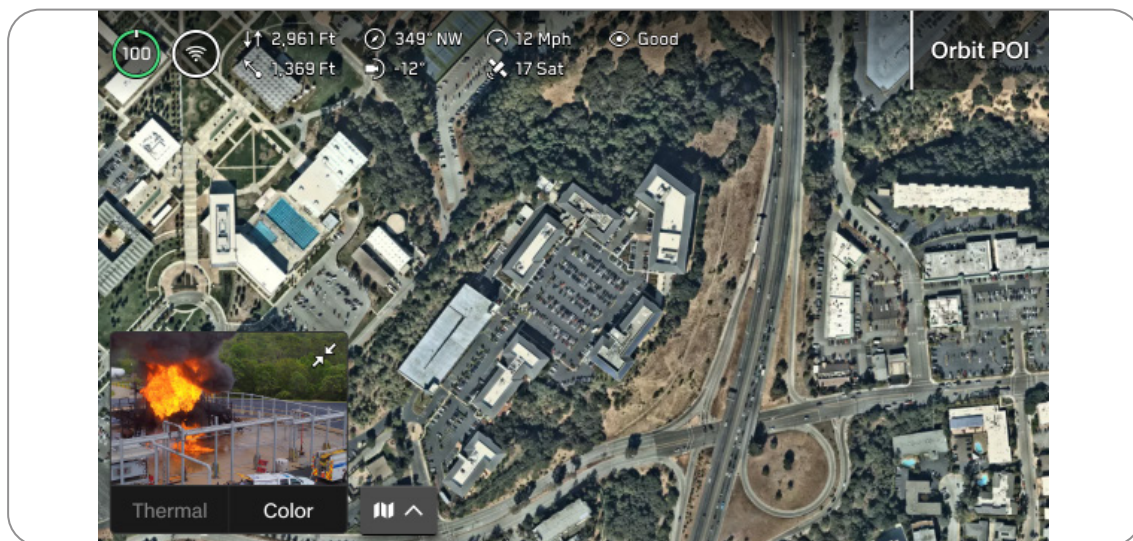 100
2,961 Ft
349° NW
12 Mph
Good
1,369 Ft
-12°
17 Sat
Orbit POI
Thermal
Color